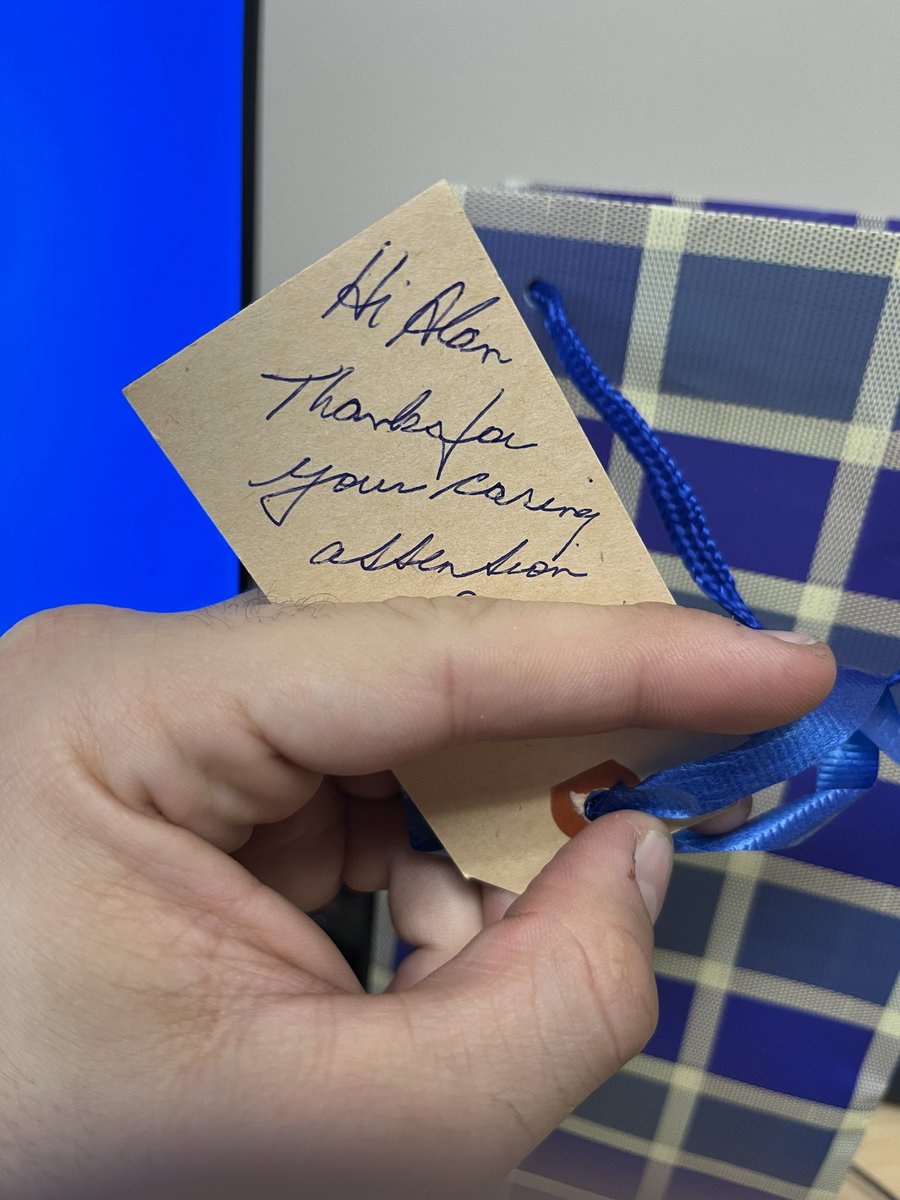 Hi Alan
Thanks for
your caring
attention